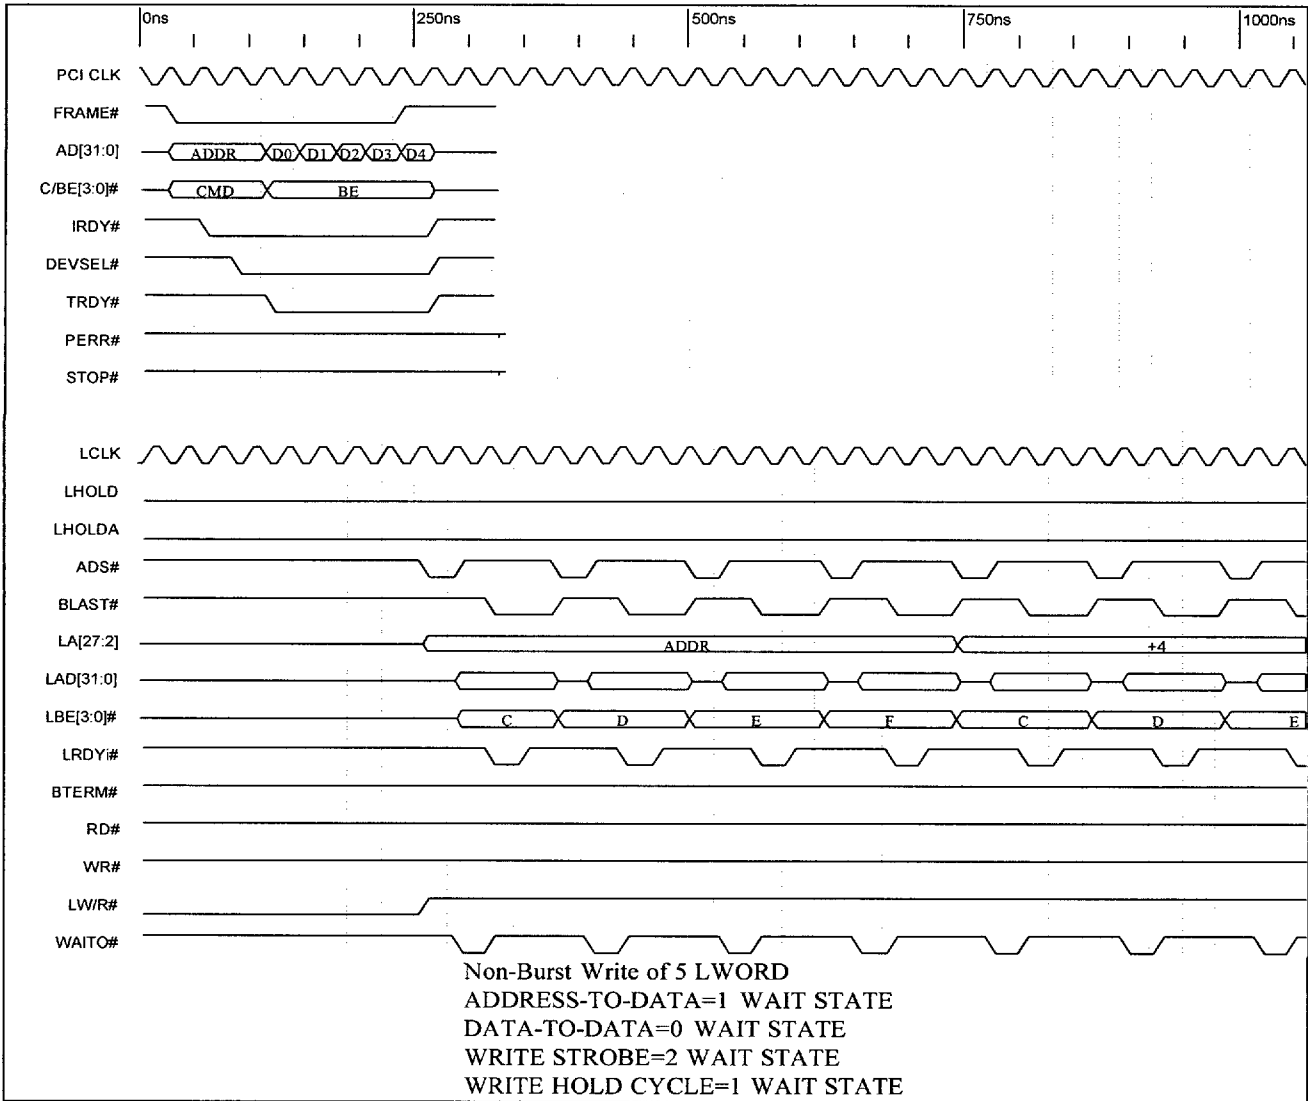 0ns 250ns 500ns 750ns 1000ns
PCI CLK
FRAME#
AD[31:0] ADDR D0 D1 D2 D3 D4
C/BE[3:0]# CMD BE
IRDY#
DEVSEL#
TRDY#
PERR#
STOP#
LCLK
LHOLD
LHOLDA
ADS#
BLAST#
LA[27:2] ADDR +4
LAD[31:0]
LBE[3:0]# C D E F C D E
LRDYi#
BTERM#
RD#
WR#
LW/R#
WAITO#
Non-Burst Write of 5 LWORD
ADDRESS-TO-DATA=1 WAIT STATE
DATA-TO-DATA=0 WAIT STATE
WRITE STROBE=2 WAIT STATE
WRITE HOLD CYCLE=1 WAIT STATE